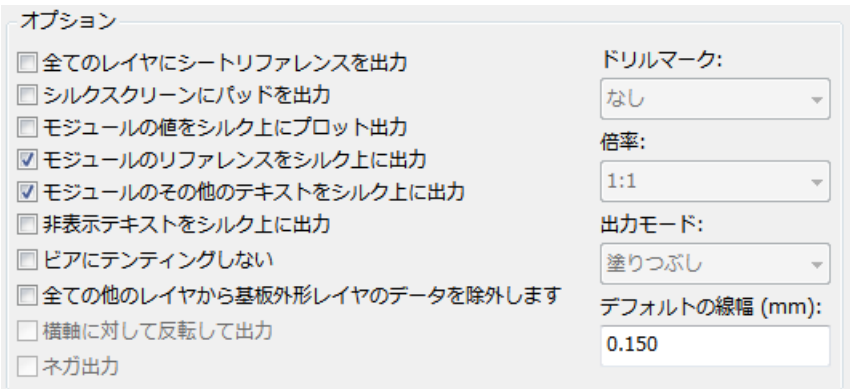 オプション
全てのレイヤにシートリファレンスを出力
シルクスクリーンにパッドを出力
モジュールの値をシルク上にプロット出力
モジュールのリファレンスをシルク上に出力
モジュールのその他のテキストをシルク上に出力
非表示テキストをシルク上に出力
ビアにテンティングしない
全ての他のレイヤから基板外形レイヤのデータを除外します
横軸に対して反転して出力
ネガ出力
ドリルマーク:
なし
倍率:
1:1
出力モード:
塗りつぶし
デフォルトの線幅 (mm):
0.150